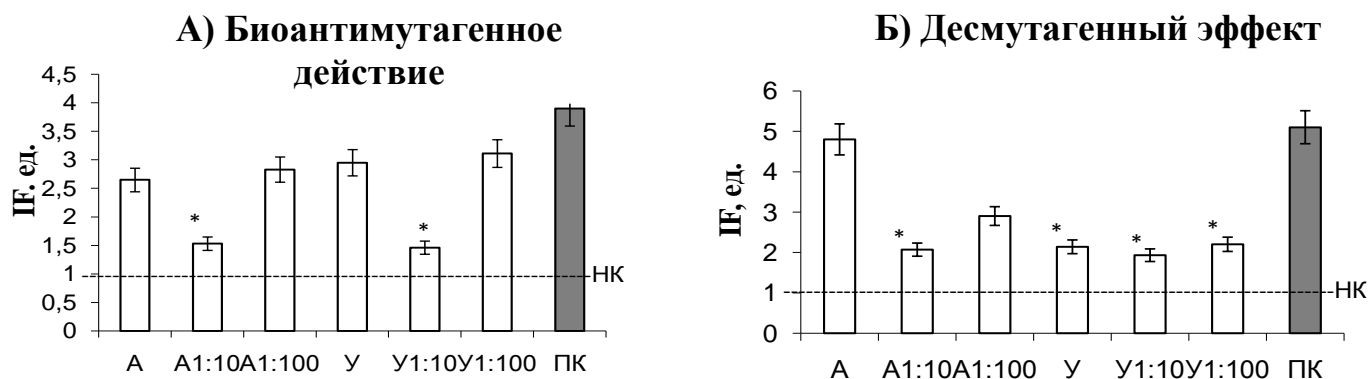 А) Биоантимутагенное
действие
IF. ед.
4,5
4
3,5
3
2,5
2
1,5
1
0,5
0
*
*
НК
А А1:10 А1:100 У У1:10 У1:100 ПК
Б) Десмутагенный эффект
IF, ед.
6
5
4
3
2
1
0
*
*
*
*
НК
А А1:10 А1:100 У У1:10 У1:100 ПК